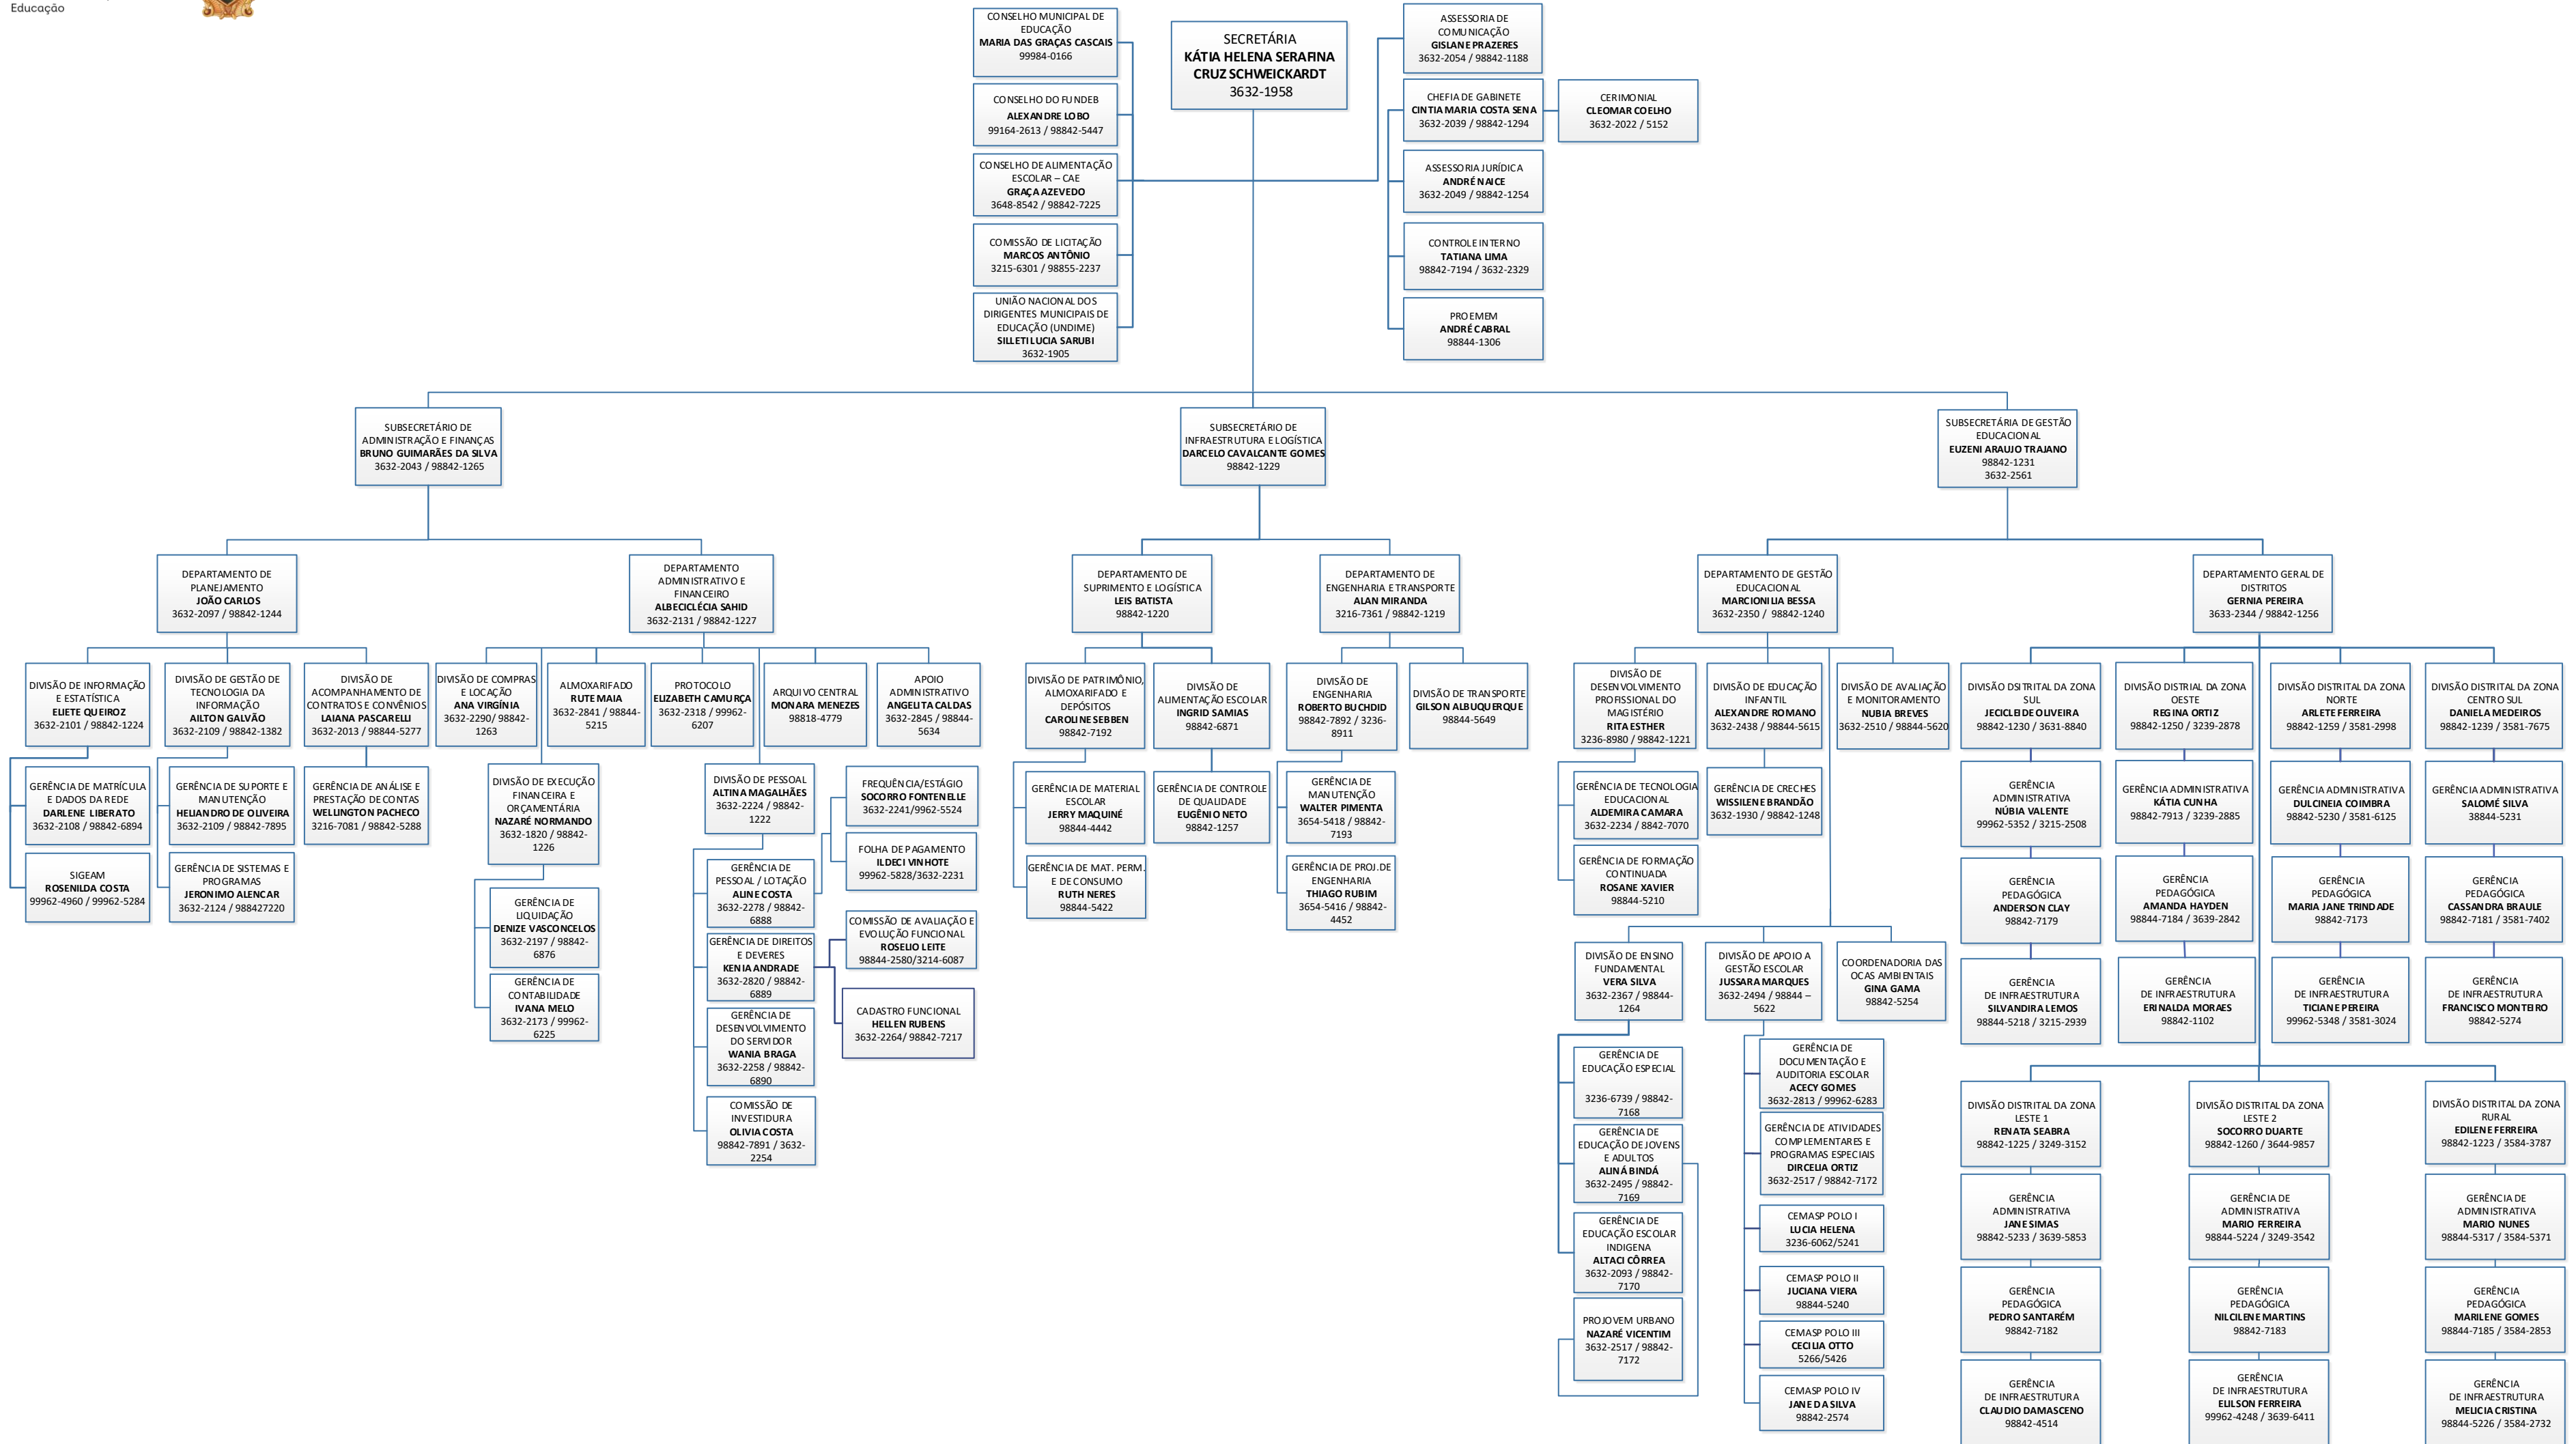 Educação
CONSELHO MUNICIPAL DE
EDUCAÇÃO
MARIA DAS GRAÇAS CASCAIS
99984-0166
SECRETÁRIA
KÁTIA HELENA SERAFINA
CRUZ SCHWEICKARDT
3632-1958
ASSESSORIA DE
COMUNICAÇÃO
GISLANE PRAZERES
3632-2054 / 98842-1188
CONSELHO DO FUNDEB
ALEXANDRE LOBO
99164-2613 / 98842-5447
CHEFIA DE GABINETE
CINTIA MARIA COSTA SENA
3632-2039 / 98842-1294
CERIMONIAL
CLEOMAR COELHO
3632-2022 / 5152
CONSELHO DE ALIMENTAÇÃO
ESCOLAR – CAE
GRAÇA AZEVEDO
3648-8542 / 98842-7225
ASSESSORIA JURÍDICA
ANDRÉ NAICE
3632-2049 / 98842-1254
COMISSÃO DE LICITAÇÃO
MARCOS ANTÔNIO
3215-6301 / 98855-2237
CONTROLE INTERNO
TATIANA LIMA
98842-7194 / 3632-2329
UNIÃO NACIONAL DOS
DIRIGENTES MUNICIPAIS DE
EDUCAÇÃO (UNDIME)
SILLETI LUCIA SARUBI
3632-1905
PROEMEM
ANDRÉ CABRAL
98844-1306
SUBSECRETÁRIO DE
ADMINISTRAÇÃO E FINANÇAS
BRUNO GUIMARÃES DA SILVA
3632-2043 / 98842-1265
SUBSECRETÁRIO DE
INFRAESTRUTURA E LOGÍSTICA
DARCELO CAVALCANTE GOMES
98842-1229
SUBSECRETÁRIA DE GESTÃO
EDUCACIONAL
EUZENI ARAUJO TRAJANO
98842-1231
3632-2561
DEPARTAMENTO DE
PLANEJAMENTO
JOÃO CARLOS
3632-2097 / 98842-1244
DEPARTAMENTO
ADMINISTRATIVO E
FINANCEIRO
ALBECICLÉCIA SAHID
3632-2131 / 98842-1227
DEPARTAMENTO DE
SUPRIMENTO E LOGÍSTICA
LEIS BATISTA
98842-1220
DEPARTAMENTO DE
ENGENHARIA E TRANSPORTE
ALAN MIRANDA
3216-7361 / 98842-1219
DEPARTAMENTO DE GESTÃO
EDUCACIONAL
MARCIONILIA BESSA
3632-2350 / 98842-1240
DEPARTAMENTO GERAL DE
DISTRITOS
GERNIA PEREIRA
3633-2344 / 98842-1256
DIVISÃO DE INFORMAÇÃO
E ESTATÍSTICA
ELIETE QUEIROZ
3632-2101 / 98842-1224
DIVISÃO DE GESTÃO DE
TECNOLOGIA DA
INFORMAÇÃO
AILTON GALVÃO
3632-2109 / 98842-1382
DIVISÃO DE
ACOMPANHAMENTO DE
CONTRATOS E CONVÊNIOS
LAIANA PASCARELLI
3632-2013 / 98844-5277
DIVISÃO DE COMPRAS
E LOCAÇÃO
ANA VIRGÍNIA
3632-2290/ 98842-
1263
ALMOXARIFADO
RUTE MAIA
3632-2841 / 98844-
5215
PROTOCOLO
ELIZABETH CAMURÇA
3632-2318 / 99962-
6207
ARQUIVO CENTRAL
MONARA MENEZES
98818-4779
APOIO
ADMINISTRATIVO
ANGELITA CALDAS
3632-2845 / 98844-
5634
DIVISÃO DE PATRIMÔNIO,
ALMOXARIFADO E
DEPÓSITOS
CAROLINE SEBBEN
98842-7192
DIVISÃO DE
ALIMENTAÇÃO ESCOLAR
INGRID SAMIAS
98842-6871
DIVISÃO DE
ENGENHARIA
ROBERTO BUCHDID
98842-7892 / 3236-
8911
DIVISÃO DE TRANSPORTE
GILSON ALBUQUERQUE
98844-5649
DIVISÃO DE
DESENVOLVIMENTO
PROFISSIONAL DO
MAGISTÉRIO
RITA ESTHER
3236-8980 / 98842-1221
DIVISÃO DE EDUCAÇÃO
INFANTIL
ALEXANDRE ROMANO
3632-2438 / 98844-5615
DIVISÃO DE AVALIAÇÃO
E MONITORAMENTO
NUBIA BREVES
3632-2510 / 98844-5620
DIVISÃO DSITRITAL DA ZONA
SUL
JECICLEIDE OLIVEIRA
98842-1230 / 3631-8840
DIVISÃO DISTRIAL DA ZONA
OESTE
REGINA ORTIZ
98842-1250 / 3239-2878
DIVISÃO DISTRITAL DA ZONA
NORTE
ARLETE FERREIRA
98842-1259 / 3581-2998
DIVISÃO DISTRITAL DA ZONA
CENTRO SUL
DANIELA MEDEIROS
98842-1239 / 3581-7675
GERÊNCIA DE MATRÍCULA
E DADOS DA REDE
DARLENE LIBERATO
3632-2108 / 98842-6894
GERÊNCIA DE SUPORTE E
MANUTENÇÃO
HELIANDRO DE OLIVEIRA
3632-2109 / 98842-7895
GERÊNCIA DE ANÁLISE E
PRESTAÇÃO DE CONTAS
WELLINGTON PACHECO
3216-7081 / 98842-5288
DIVISÃO DE EXECUÇÃO
FINANCEIRA E
ORÇAMENTÁRIA
NAZARÉ NORMANDO
3632-1820 / 98842-
1226
DIVISÃO DE PESSOAL
ALTINA MAGALHÃES
3632-2224 / 98842-
1222
FREQUÊNCIA/ESTÁGIO
SOCORRO FONTENELLE
3632-2241/9962-5524
FOLHA DE PAGAMENTO
ILDECI VINHOTE
99962-5828/3632-2231
GERÊNCIA DE MATERIAL
ESCOLAR
JERRY MAQUINÉ
98844-4442
GERÊNCIA DE CONTROLE
DE QUALIDADE
EUGÊNIO NETO
98842-1257
GERÊNCIA DE
MANUTENÇÃO
WALTER PIMENTA
3654-5418 / 98842-
7193
GERÊNCIA DE TECNOLOGIA
EDUCACIONAL
ALDEMIRA CAMARA
3632-2234 / 8842-7070
GERÊNCIA DE CRECHES
WISSILENE BRANDÃO
3632-1930 / 98842-1248
GERÊNCIA
ADMINISTRATIVA
NÚBIA VALENTE
99962-5352 / 3215-2508
GERÊNCIA ADMINISTRATIVA
KÁTIA CUNHA
98842-7913 / 3239-2885
GERÊNCIA ADMINISTRATIVA
DULCINEIA COIMBRA
98842-5230 / 3581-6125
GERÊNCIA ADMINISTRATIVA
SALOMÉ SILVA
38844-5231
SIGEAM
ROSENILDA COSTA
99962-4960 / 99962-5284
GERÊNCIA DE SISTEMAS E
PROGRAMAS
JERONIMO ALENCAR
3632-2124 / 988427220
GERÊNCIA DE
LIQUIDAÇÃO
DENIZE VASCONCELOS
3632-2197 / 98842-
6876
GERÊNCIA DE
CONTABILIDADE
IVANA MELO
3632-2173 / 99962-
6225
GERÊNCIA DE
PESSOAL / LOTAÇÃO
ALINE COSTA
3632-2278 / 98842-
6888
GERÊNCIA DE DIREITOS
E DEVERES
KENIA ANDRADE
3632-2820 / 98842-
6889
GERÊNCIA DE
DESENVOLVIMENTO
DO SERVIDOR
WANIA BRAGA
3632-2258 / 98842-
6890
COMISSÃO DE
INVESTIDURA
OLIVIA COSTA
98842-7891 / 3632-
2254
COMISSÃO DE AVALIAÇÃO E
EVOLUÇÃO FUNCIONAL
ROSELIO LEITE
98844-2580/3214-6087
CADASTRO FUNCIONAL
HELLEN RUBENS
3632-2264/ 98842-7217
GERÊNCIA DE MAT. PERM.
E DE CONSUMO
RUTH NERES
98844-5422
GERÊNCIA DE PROJ.DE
ENGENHARIA
THIAGO RUBIM
3654-5416 / 98842-
4452
GERÊNCIA DE FORMAÇÃO
CONTINUADA
ROSANE XAVIER
98844-5210
GERÊNCIA
PEDAGÓGICA
ANDERSON CLAY
98842-7179
GERÊNCIA
PEDAGÓGICA
AMANDA HAYDEN
98844-7184 / 3639-2842
GERÊNCIA
PEDAGÓGICA
MARIA JANE TRINDADE
98842-7173
GERÊNCIA
PEDAGÓGICA
CASSANDRA BRAULE
98842-7181 / 3581-7402
DIVISÃO DE ENSINO
FUNDAMENTAL
VERA SILVA
3632-2367 / 98844-
1264
DIVISÃO DE APOIO A
GESTÃO ESCOLAR
JUSSARA MARQUES
3632-2494 / 98844 –
5622
COORDENADORIA DAS
OCAS AMBIENTAIS
GINA GAMA
98842-5254
GERÊNCIA
DE INFRAESTRUTURA
SILVANDIRA LEMOS
98844-5218 / 3215-2939
GERÊNCIA
DE INFRAESTRUTURA
ERINALDA MORAES
98842-1102
GERÊNCIA
DE INFRAESTRUTURA
TICIANE PEREIRA
99962-5348 / 3581-3024
GERÊNCIA
DE INFRAESTRUTURA
FRANCISCO MONTEIRO
98842-5274
GERÊNCIA DE
EDUCAÇÃO ESPECIAL
3236-6739 / 98842-
7168
GERÊNCIA DE
EDUCAÇÃO DE JOVENS
E ADULTOS
ALINÁ BINDÁ
3632-2495 / 98842-
7169
GERÊNCIA DE
EDUCAÇÃO ESCOLAR
INDIGENA
ALTACI CÔRREA
3632-2093 / 98842-
7170
PROJOVEM URBANO
NAZARÉ VICENTIM
3632-2517 / 98842-
7172
GERÊNCIA DE
DOCUMENTAÇÃO E
AUDITORIA ESCOLAR
ACECY GOMES
3632-2813 / 99962-6283
GERÊNCIA DE ATIVIDADES
COMPLEMENTARES E
PROGRAMAS ESPECIAIS
DIRCELIA ORTIZ
3632-2517 / 98842-7172
CEMASP POLO I
LUCIA HELENA
3236-6062/5241
CEMASP POLO II
JUCIANA VIERA
98844-5240
CEMASP POLO III
CECILIA OTTO
5266/5426
CEMASP POLO IV
JANE DA SILVA
98842-2574
DIVISÃO DISTRITAL DA ZONA
LESTE 1
RENATA SEABRA
98842-1225 / 3249-3152
DIVISÃO DISTRITAL DA ZONA
LESTE 2
SOCORRO DUARTE
98842-1260 / 3644-9857
DIVISÃO DISTRITAL DA ZONA
RURAL
EDILENE FERREIRA
98842-1223 / 3584-3787
GERÊNCIA
ADMINISTRATIVA
JANE SIMAS
98842-5233 / 3639-5853
GERÊNCIA DE
ADMINISTRATIVA
MARIO FERREIRA
98844-5224 / 3249-3542
GERÊNCIA DE
ADMINISTRATIVA
MARIO NUNES
98844-5317 / 3584-5371
GERÊNCIA
PEDAGÓGICA
PEDRO SANTARÉM
98842-7182
GERÊNCIA
PEDAGÓGICA
NILCILENE MARTINS
98842-7183
GERÊNCIA
PEDAGÓGICA
MARILENE GOMES
98844-7185 / 3584-2853
GERÊNCIA
DE INFRAESTRUTURA
CLAUDIO DAMASCENO
98842-4514
GERÊNCIA
DE INFRAESTRUTURA
ELILSON FERREIRA
99962-4248 / 3639-6411
GERÊNCIA
DE INFRAESTRUTURA
MELICIA CRISTINA
98844-5226 / 3584-2732